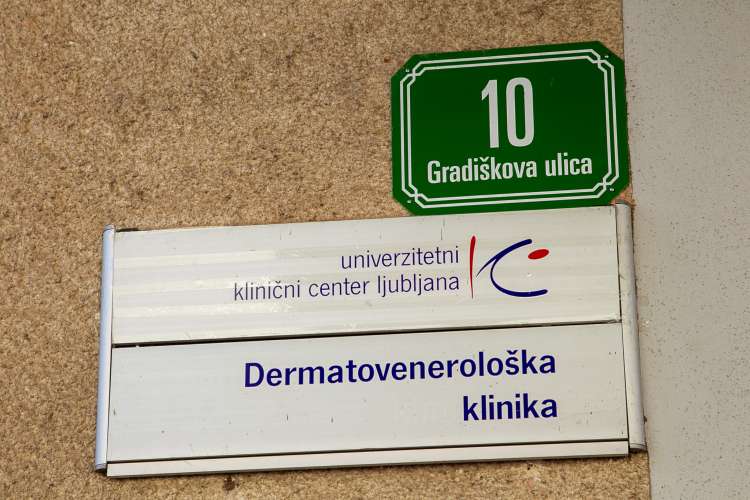 10
Gradiškova ulica
univerzitetni
klinični center ljubljana
Dermatovenerološka
klinika